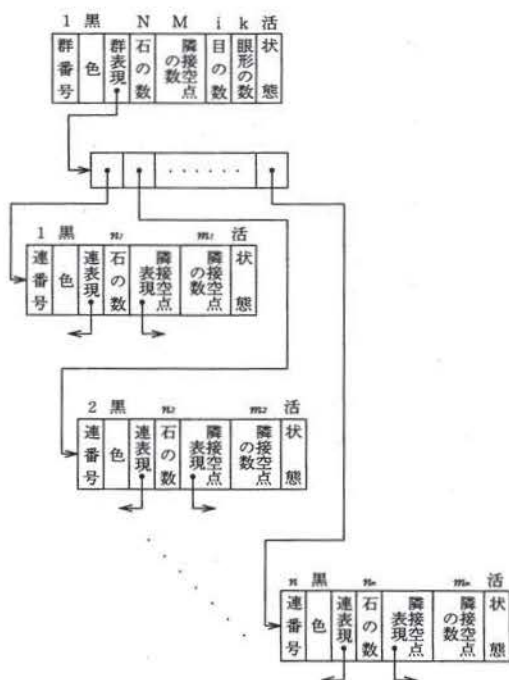 1 黒 N M i k 活
群番号 色 群表現 石の数 隣接空点の数 目の数 眼形の数 状態
······
1 黒 n₁ m₁ 活
連番号 色 連表現 石の数 隣接空点表現 隣接空点の数 状態
2 黒 n₂ m₂ 活
連番号 色 連表現 石の数 隣接空点表現 隣接空点の数 状態
n 黒 nₙ mₙ 活
連番号 色 連表現 石の数 隣接空点表現 隣接空点の数 状態